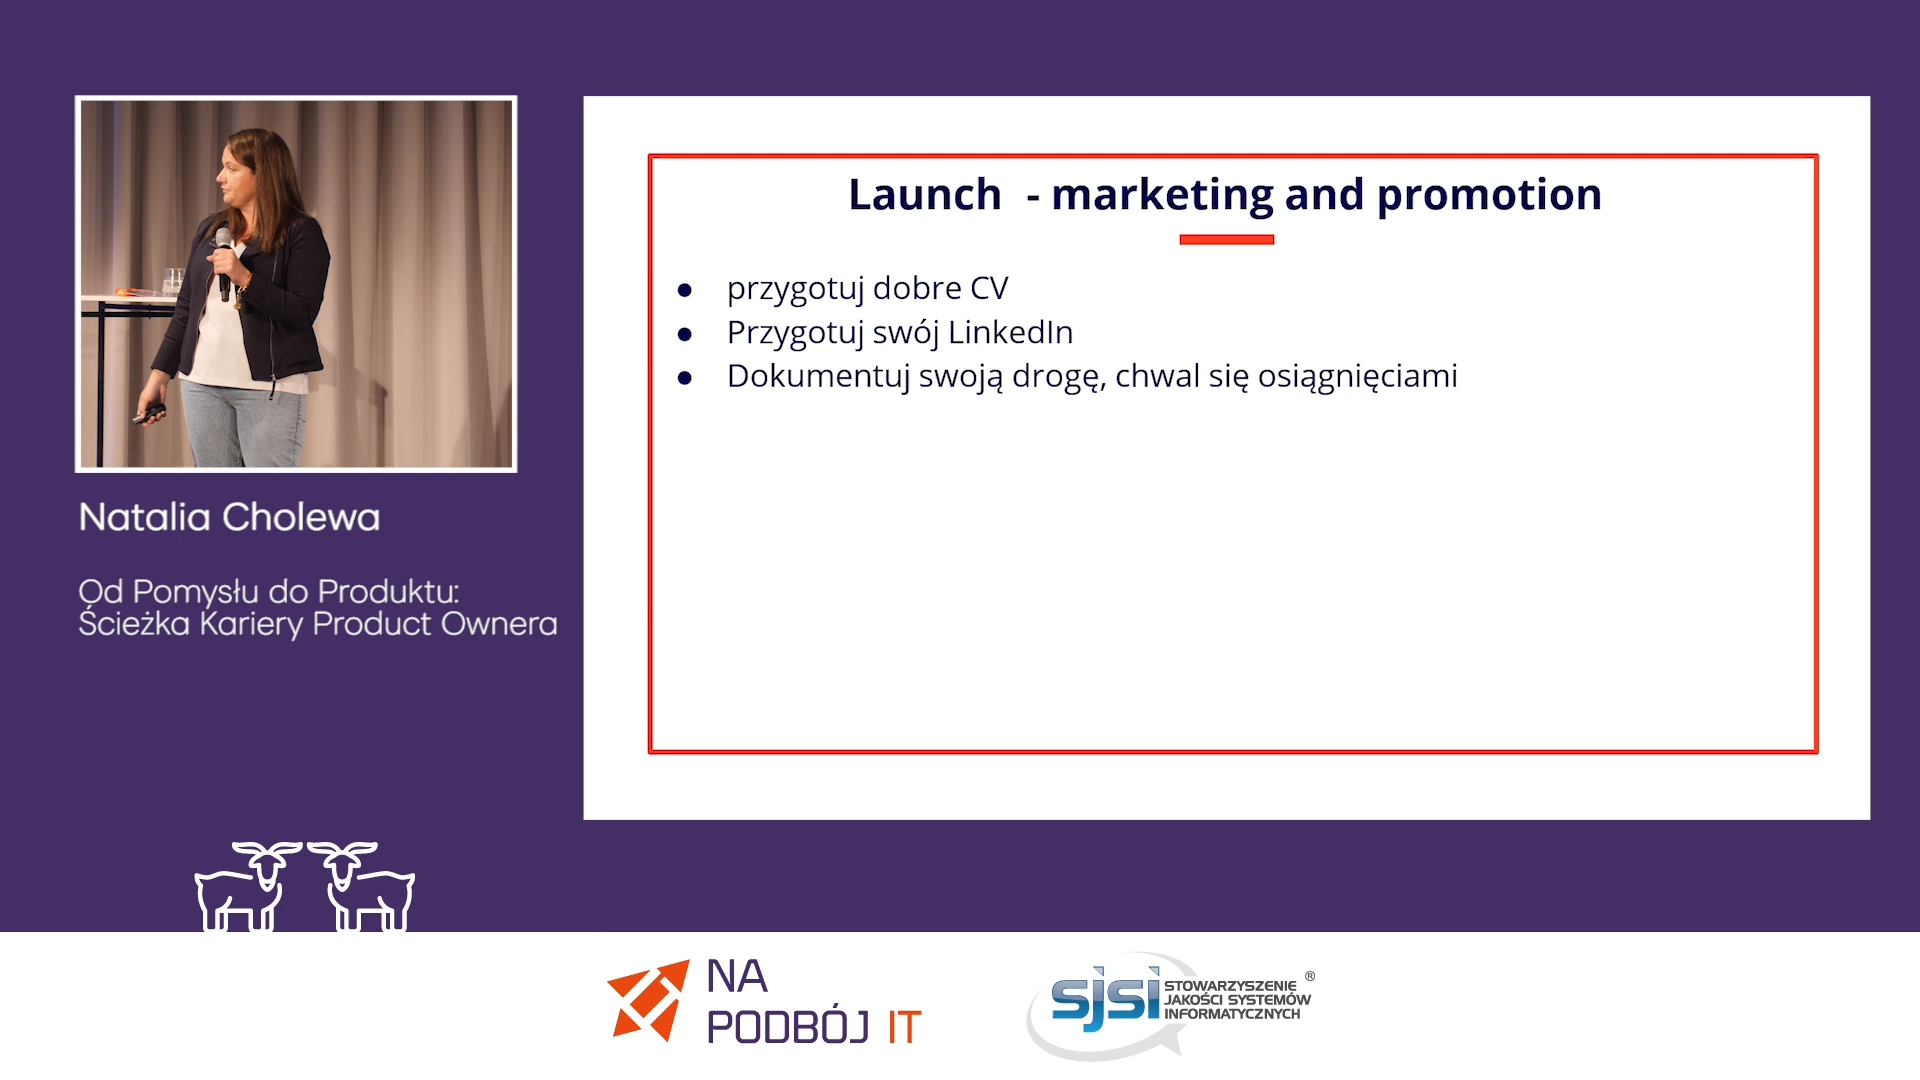 Launch - marketing and promotion
● przygotuj dobre CV
● Przygotuj swój LinkedIn
● Dokumentuj swoją drogę, chwal się osiągnięciami
Natalia Cholewa
Od Pomysłu do Produktu:
Ścieżka Kariery Product Ownera
NA
PODBÓJ IT
sjsi
STOWARZYSZENIE ®
JAKOŚCI SYSTEMÓW
INFORMATYCZNYCH